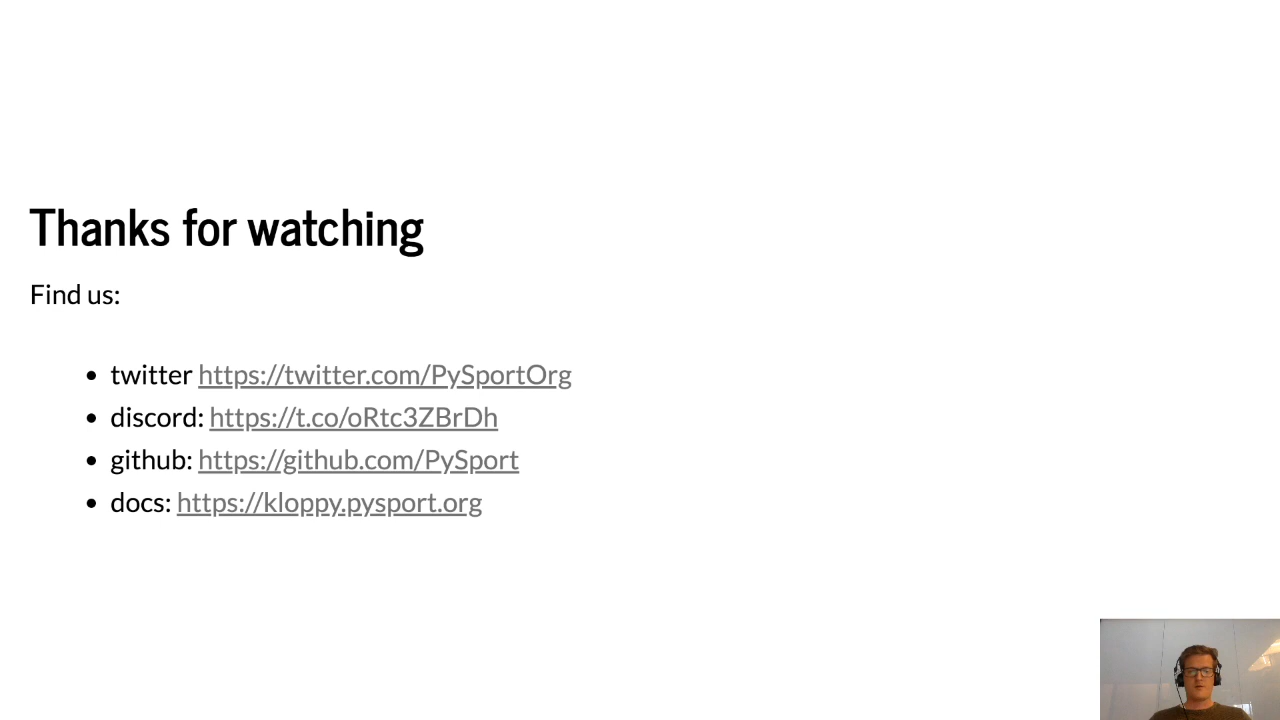 Thanks for watching
Find us:
twitter https://twitter.com/PySportOrg
discord: https://t.co/oRtc3ZBrDh
github: https://github.com/PySport
docs: https://kloppy.pysport.org